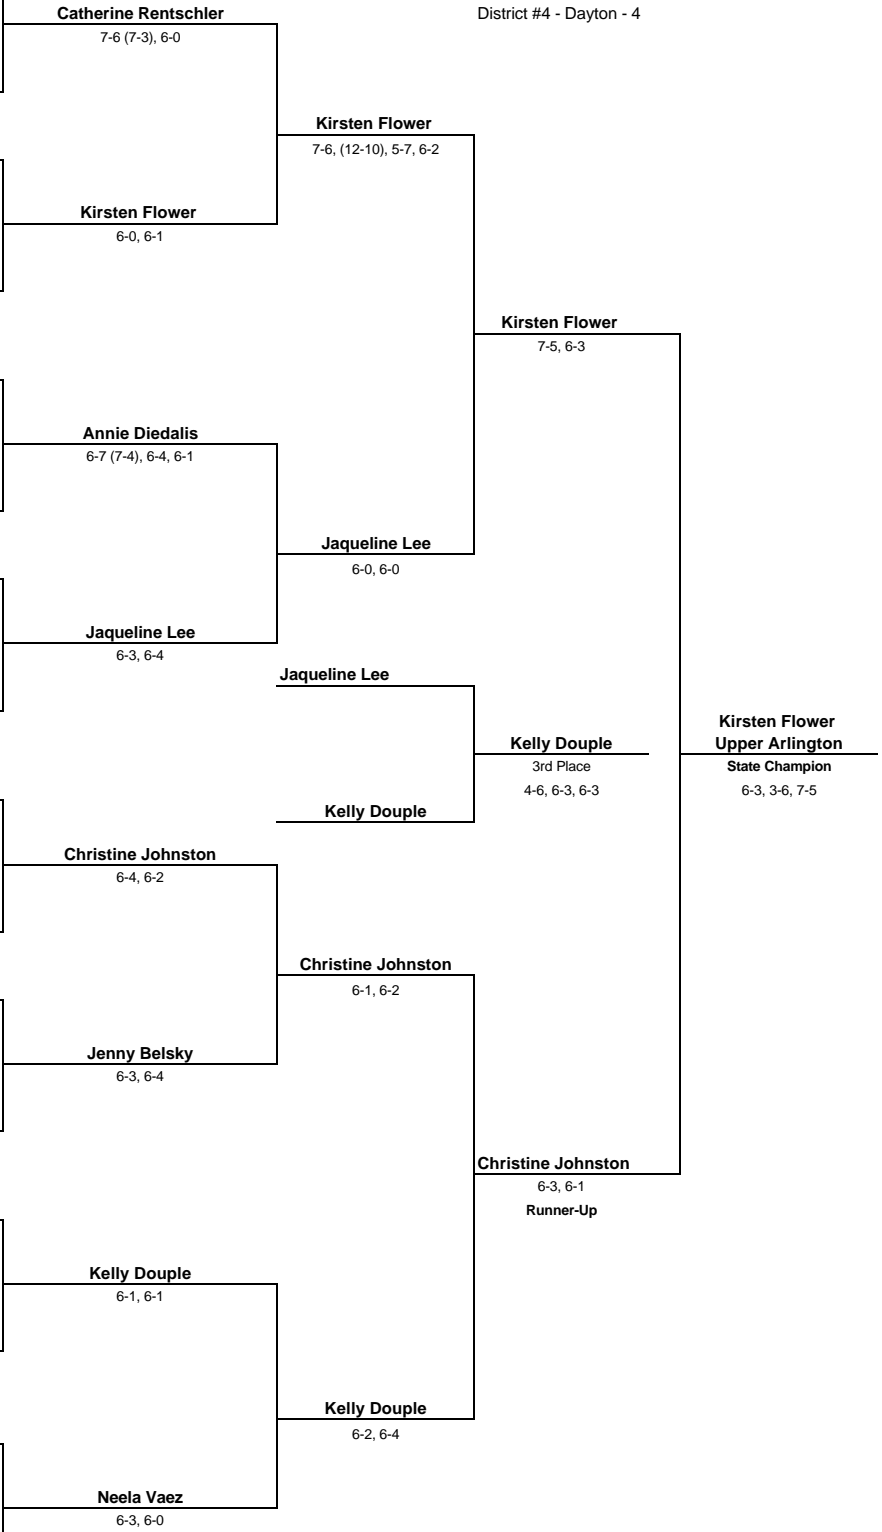 Catherine Rentschler
District #4 - Dayton - 4
7-6 (7-3), 6-0
Kirsten Flower
7-6, (12-10), 5-7, 6-2
Kirsten Flower
6-0, 6-1
Kirsten Flower
7-5, 6-3
Annie Diedalis
6-7 (7-4), 6-4, 6-1
Jaqueline Lee
6-0, 6-0
Jaqueline Lee
6-3, 6-4
Jaqueline Lee
Kirsten Flower
Upper Arlington
State Champion
6-3, 3-6, 7-5
Kelly Douple
3rd Place
4-6, 6-3, 6-3
Kelly Douple
Christine Johnston
6-4, 6-2
Christine Johnston
6-1, 6-2
Jenny Belsky
6-3, 6-4
Christine Johnston
6-3, 6-1
Runner-Up
Kelly Douple
6-1, 6-1
Kelly Douple
6-2, 6-4
Neela Vaez
6-3, 6-0